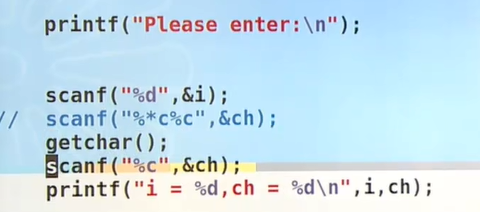 printf("Please enter:\n");
scanf("%d",&i);
// scanf("%*c%c",&ch);
getchar();
scanf("%c",&ch);
printf("i = %d,ch = %d\n",i,ch);